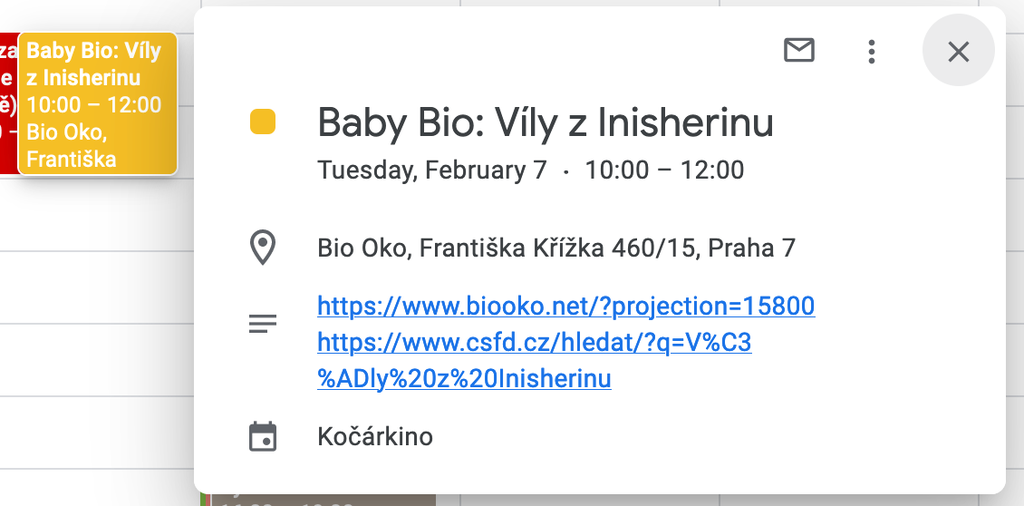 za
e
ě)
Baby Bio: Víly
z Inisherinu
10:00 – 12:00
Bio Oko,
Františka
Baby Bio: Víly z Inisherinu
Tuesday, February 7 · 10:00 – 12:00
Bio Oko, Františka Křížka 460/15, Praha 7
https://www.biooko.net/?projection=15800
https://www.csfd.cz/hledat/?q=V%C3
%ADly%20z%20Inisherinu
Kočárkino